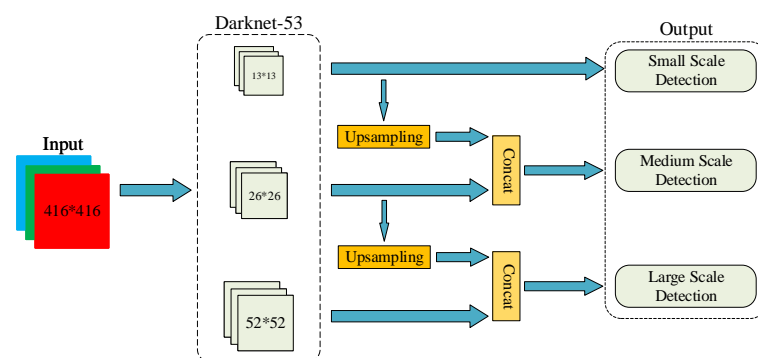 Darknet-53
Output
13*13
Small Scale
Detection
Upsampling
Concat
Input
416*416
26*26
Medium Scale
Detection
Upsampling
Concat
52*52
Large Scale
Detection